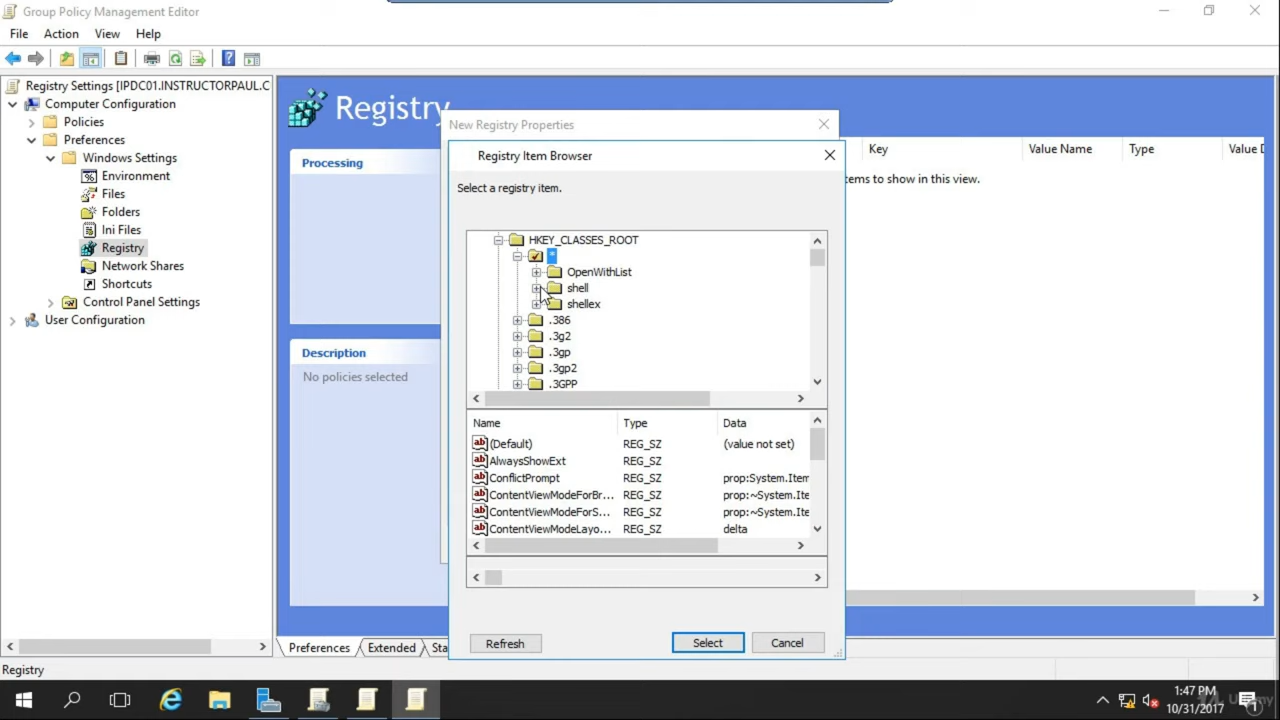 Group Policy Management Editor
File Action View Help
Registry Settings [IPDC01.INSTRUCTORPAUL.C
Computer Configuration
Policies
Preferences
Windows Settings
Environment
Files
Folders
Ini Files
Registry
Network Shares
Shortcuts
Control Panel Settings
User Configuration
Registry
Processing
Description
No policies selected
Key Value Name Type Value D
tems to show in this view.
New Registry Properties
Registry Item Browser
Select a registry item.
HKEY_CLASSES_ROOT
*
OpenWithList
shell
shellex
.386
.3g2
.3gp
.3gp2
.3GPP
Name Type Data
(Default) REG_SZ (value not set)
AlwaysShowExt REG_SZ
ConflictPrompt REG_SZ prop:System.Item
ContentViewModeForBr... REG_SZ prop:~System.Ite
ContentViewModeForS... REG_SZ prop:~System.Ite
ContentViewModeLayo... REG_SZ delta
Refresh Select Cancel
Preferences Extended Sta
Registry
1:47 PM
10/31/2017
1
Udemy